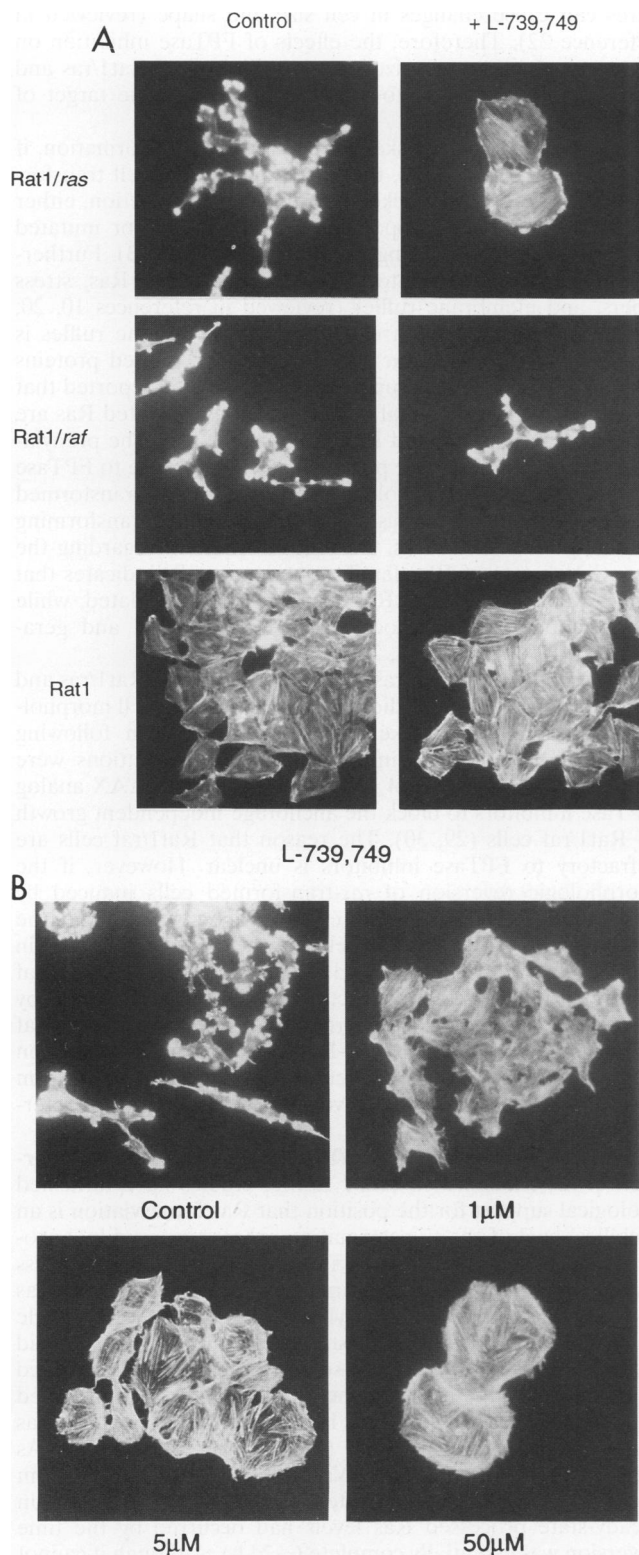 Control
+ L-739,749
A
Rat1/ras
Rat1/raf
Rat1
L-739,749
B
Control
1µM
5µM
50µM